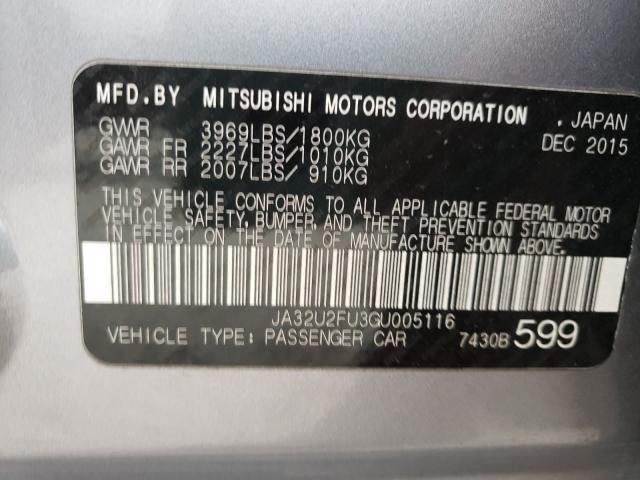 MFD.BY MITSUBISHI MOTORS CORPORATION . JAPAN
GVWR 3969LBS/1800KG DEC 2015
GAWR FR 2227LBS/1010KG
GAWR RR 2007LBS/ 910KG
THIS VEHICLE CONFORMS TO ALL APPLICABLE FEDERAL MOTOR
VEHICLE SAFETY, BUMPER, AND THEFT PREVENTION STANDARDS
IN EFFECT ON THE DATE OF MANUFACTURE SHOWN ABOVE.
JA32U2FU3GU005116
VEHICLE TYPE: PASSENGER CAR 7430B 599